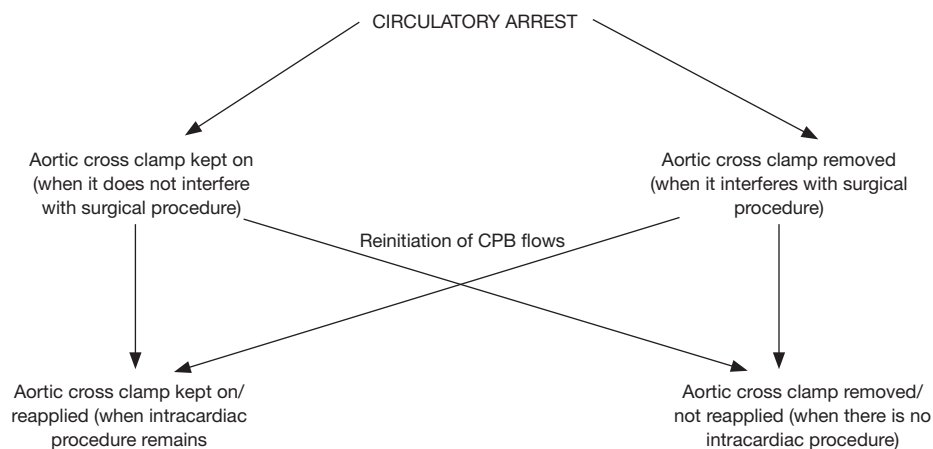 CIRCULATORY ARREST
Aortic cross clamp kept on
(when it does not interfere
with surgical procedure)
Aortic cross clamp removed
(when it interferes with surgical
procedure)
Reinitiation of CPB flows
Aortic cross clamp kept on/
reapplied (when intracardiac
procedure remains
Aortic cross clamp removed/
not reapplied (when there is no
intracardiac procedure)